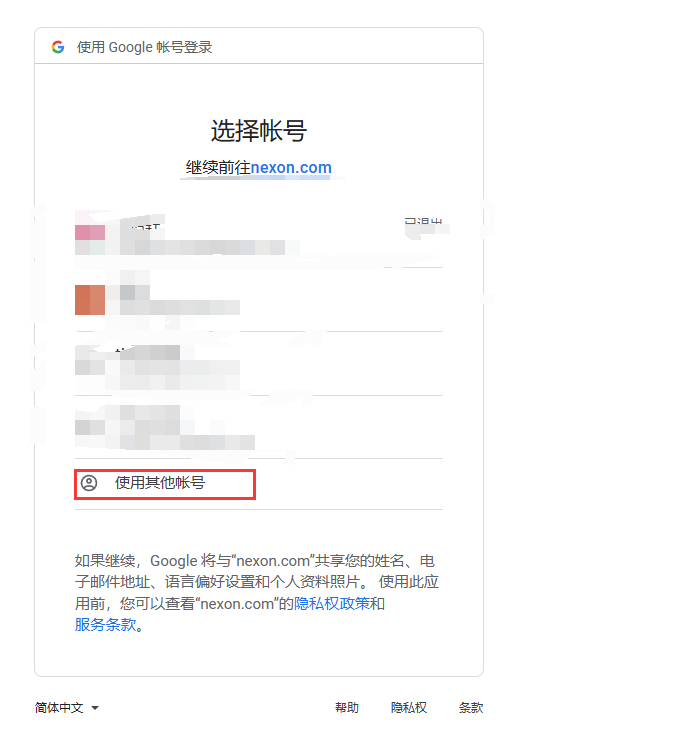 使用 Google 帐号登录
选择帐号
继续前往nexon.com
已退出
使用其他帐号
如果继续，Google 将与“nexon.com”共享您的姓名、电
子邮件地址、语言偏好设置和个人资料照片。 使用此应
用前，您可以查看“nexon.com”的隐私权政策和
服务条款。
简体中文
帮助
隐私权
条款